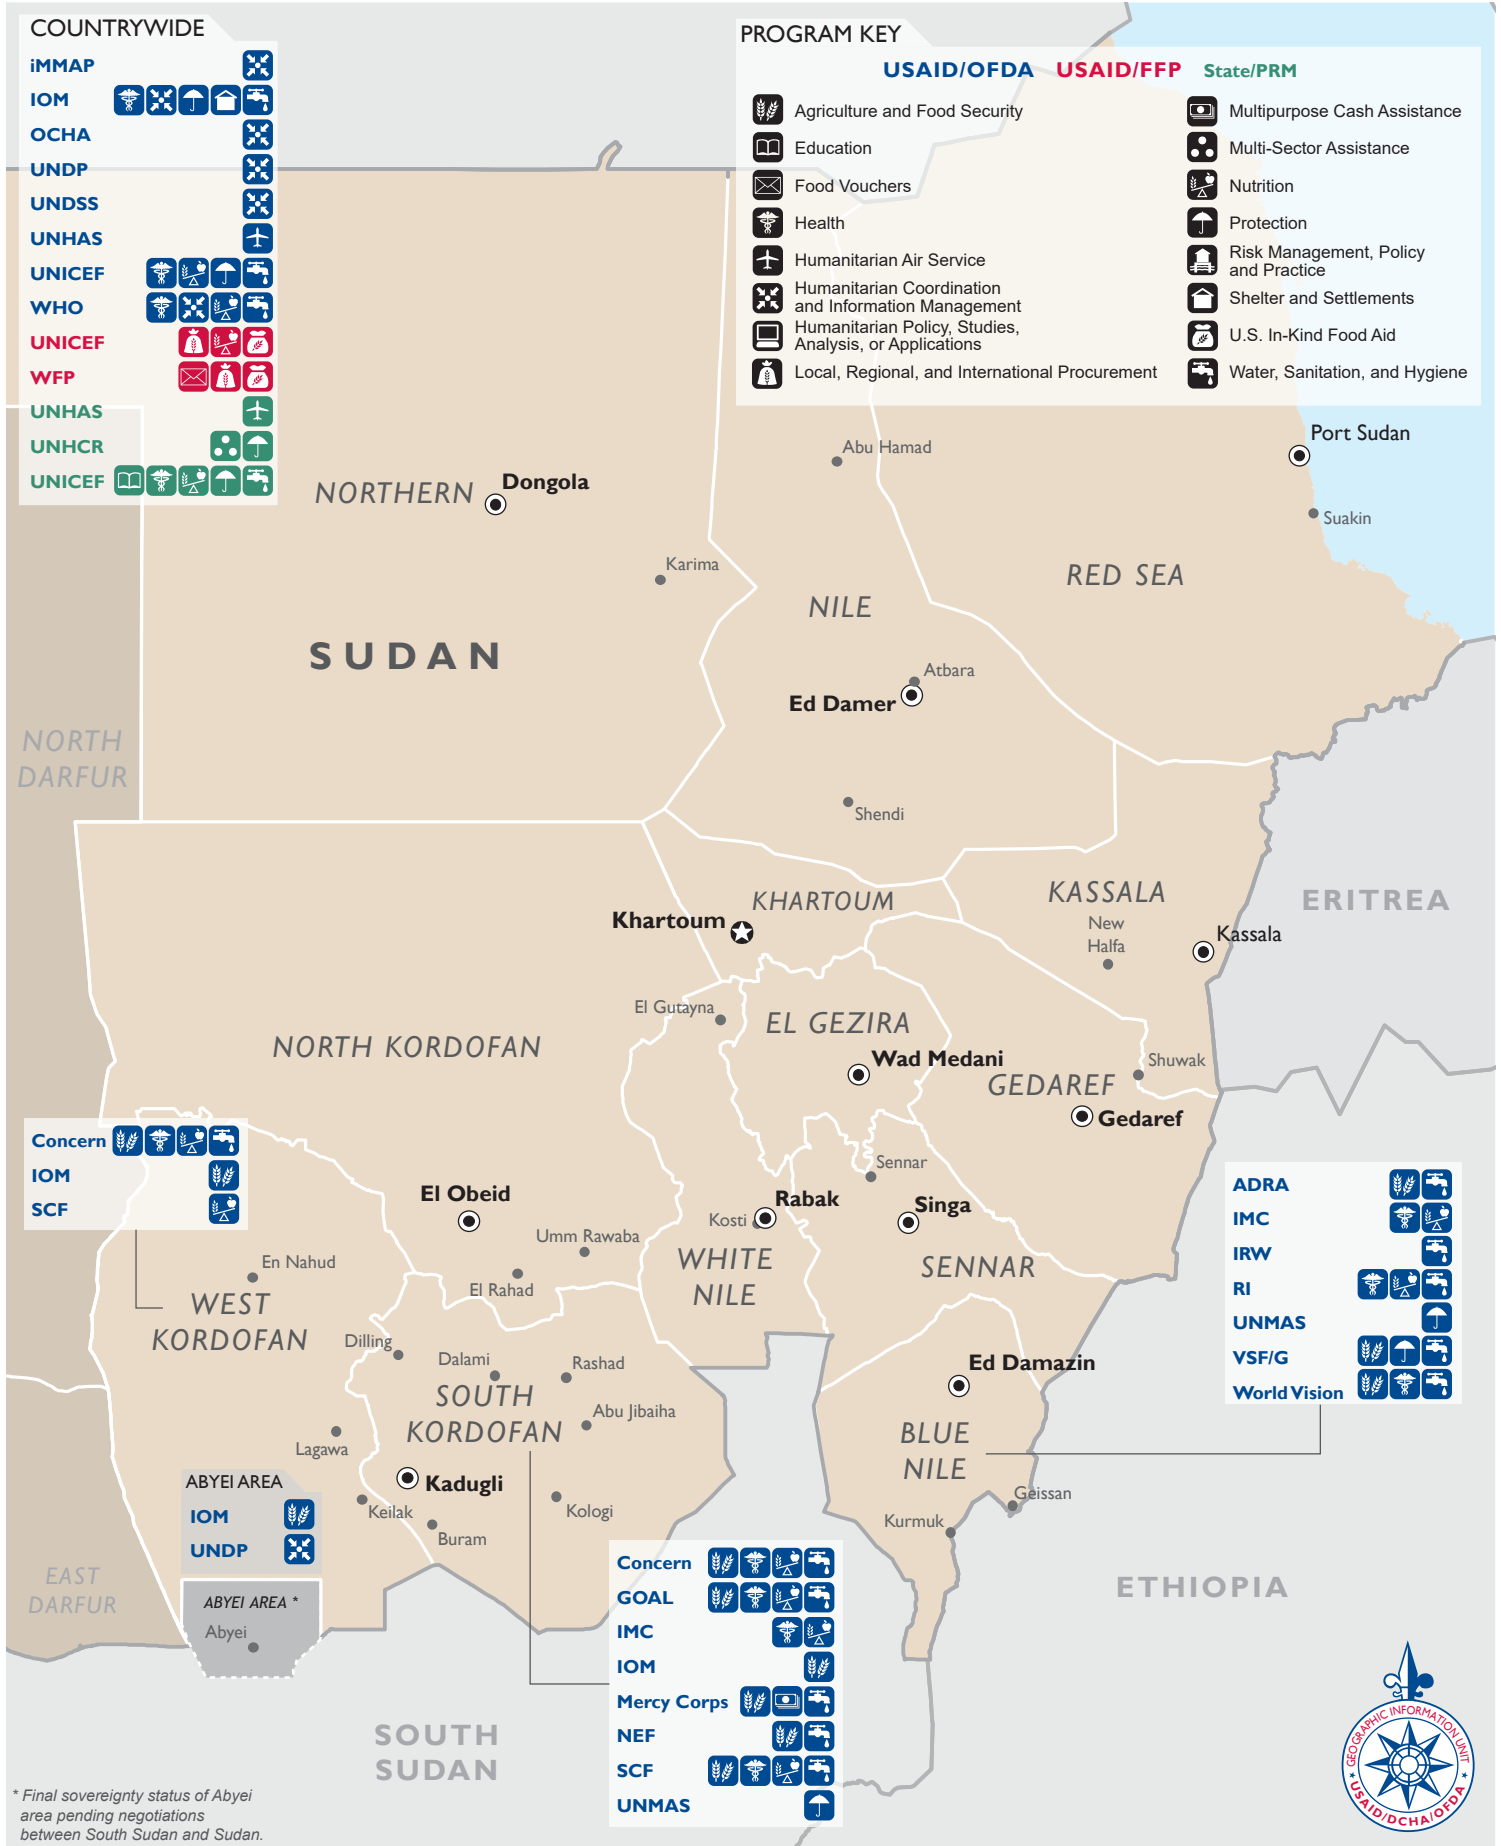 COUNTRYWIDE
iMMAP
IOM
OCHA
UNDP
UNDSS
UNHAS
UNICEF
WHO
UNICEF
WFP
UNHAS
UNHCR
UNICEF
PROGRAM KEY
USAID/OFDA USAID/FFP State/PRM
Agriculture and Food Security
Education
Food Vouchers
Health
Humanitarian Air Service
Humanitarian Coordination
and Information Management
Humanitarian Policy, Studies,
Analysis, or Applications
Local, Regional, and International Procurement
Multipurpose Cash Assistance
Multi-Sector Assistance
Nutrition
Protection
Risk Management, Policy
and Practice
Shelter and Settlements
U.S. In-Kind Food Aid
Water, Sanitation, and Hygiene
Port Sudan
Abu Hamad
Dongola
NORTHERN
Suakin
Karima
RED SEA
NILE
SUDAN
Atbara
Ed Damer
NORTH
DARFUR
Shendi
KHARTOUM
KASSALA
ERITREA
Khartoum
New
Halfa
Kassala
El Gutayna
EL GEZIRA
NORTH KORDOFAN
Wad Medani
Shuwak
GEDAREF
Gedaref
Concern
IOM
SCF
Sennar
El Obeid
Rabak
Singa
Kosti
Umm Rawaba
En Nahud
El Rahad
WHITE
NILE
SENNAR
WEST
KORDOFAN
ADRA
IMC
IRW
RI
UNMAS
VSF/G
World Vision
Dilling
Dalami
Rashad
Ed Damazin
SOUTH
KORDOFAN
Abu Jibaiha
Lagawa
BLUE
NILE
Kadugli
ABYEI AREA
IOM
UNDP
Keilak
Kologi
Buram
Geissan
Kurmuk
EAST
DARFUR
ABYEI AREA *
Abyei
ETHIOPIA
Concern
GOAL
IMC
IOM
Mercy Corps
NEF
SCF
UNMAS
SOUTH
SUDAN
GEOGRAPHIC INFORMATION UNIT
USAID/DCHA/OFDA
* Final sovereignty status of Abyei
area pending negotiations
between South Sudan and Sudan.